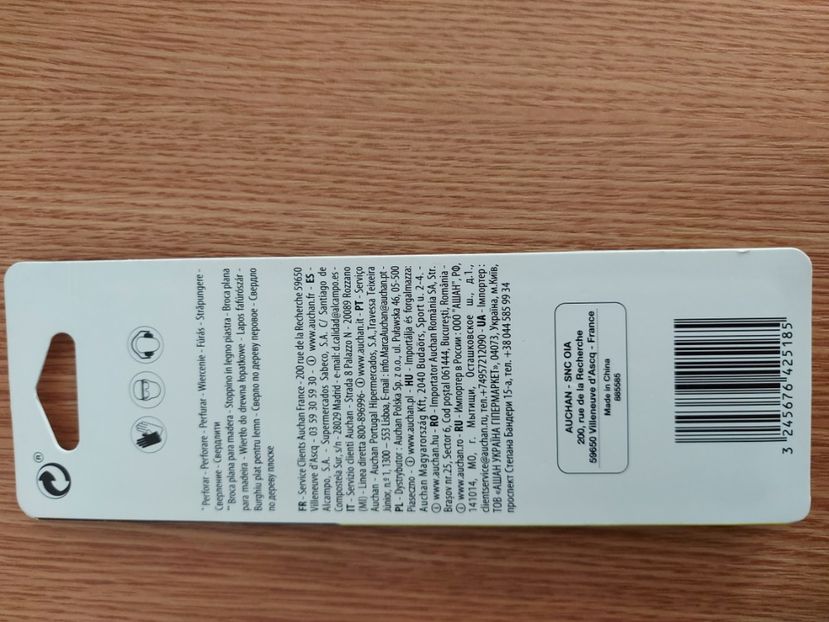 ®
* Perforar - Perforare - Perfurar - Wiercenie - Fúrás - Străpungere -
Сверление - Свердлити
** Broca plana para madera - Stoppino in legno piastra - Broca plana
para madeira - Wiertło do drewna łopatkowe - Lapos fafúrószár -
Burghiu plat pentru lemn - Сверло по дереву перовое - Свердло
по дереву плоске
FR - Service Clients Auchan France - 200 rue de la Recherche 59650
Villeneuve d'Ascq - 03 59 30 59 30 - ⓘ www.auchan.fr - ES -
Alcampo, S.A. - Supermercados Sabeco, S.A. C/ Santiago de
Compostela Sur, s/n - 28029 Madrid - e-mail: d.calidad@alcampo.es -
IT - Servizio clienti Auchan - Strada 8 Palazzo N - 20089 Rozzano
(MI) - Linea diretta 800-896996- ⓘ www.auchan.it - PT - Serviço
Auchan - Auchan Portugal Hipermercados, S.A.,Travessa Teixeira
Júnior, n.º 1, 1300 – 553 Lisboa, E-mail : info.MarcaAuchan@auchan.pt -
PL - Dystrybutor : Auchan Polska Sp. z o.o., ul. Puławska 46, 05-500
Piaseczno - ⓘ www.auchan.pl - HU - Importálja és forgalmazza:
Auchan Magyarország Kft., 2040 Budaörs, Sport u. 2-4. -
ⓘ www.auchan.hu - RO - Importator Auchan România SA, Str.
Brașov nr.25, Sector 6, Cod poștal 061444, București, România -
ⓘ www.auchan.ro - RU - Импортер в России : ООО "АШАН", РФ,
141014, МО, г. Мытищи, Осташковское ш., д.1.,
clientservice@auchan.ru, тел.+74957212090 - UA - Імпортер :
ТОВ «АШАН УКРАЇНА ГІПЕРМАРКЕТ», 04073, Україна, м.Київ,
проспект Степана Бандери 15-а, тел. +38 044 585 99 34
AUCHAN - SNC OIA
200, rue de la Recherche
59650 Villeneuve d'Ascq - France
Made in China
885585
3 245676 425185